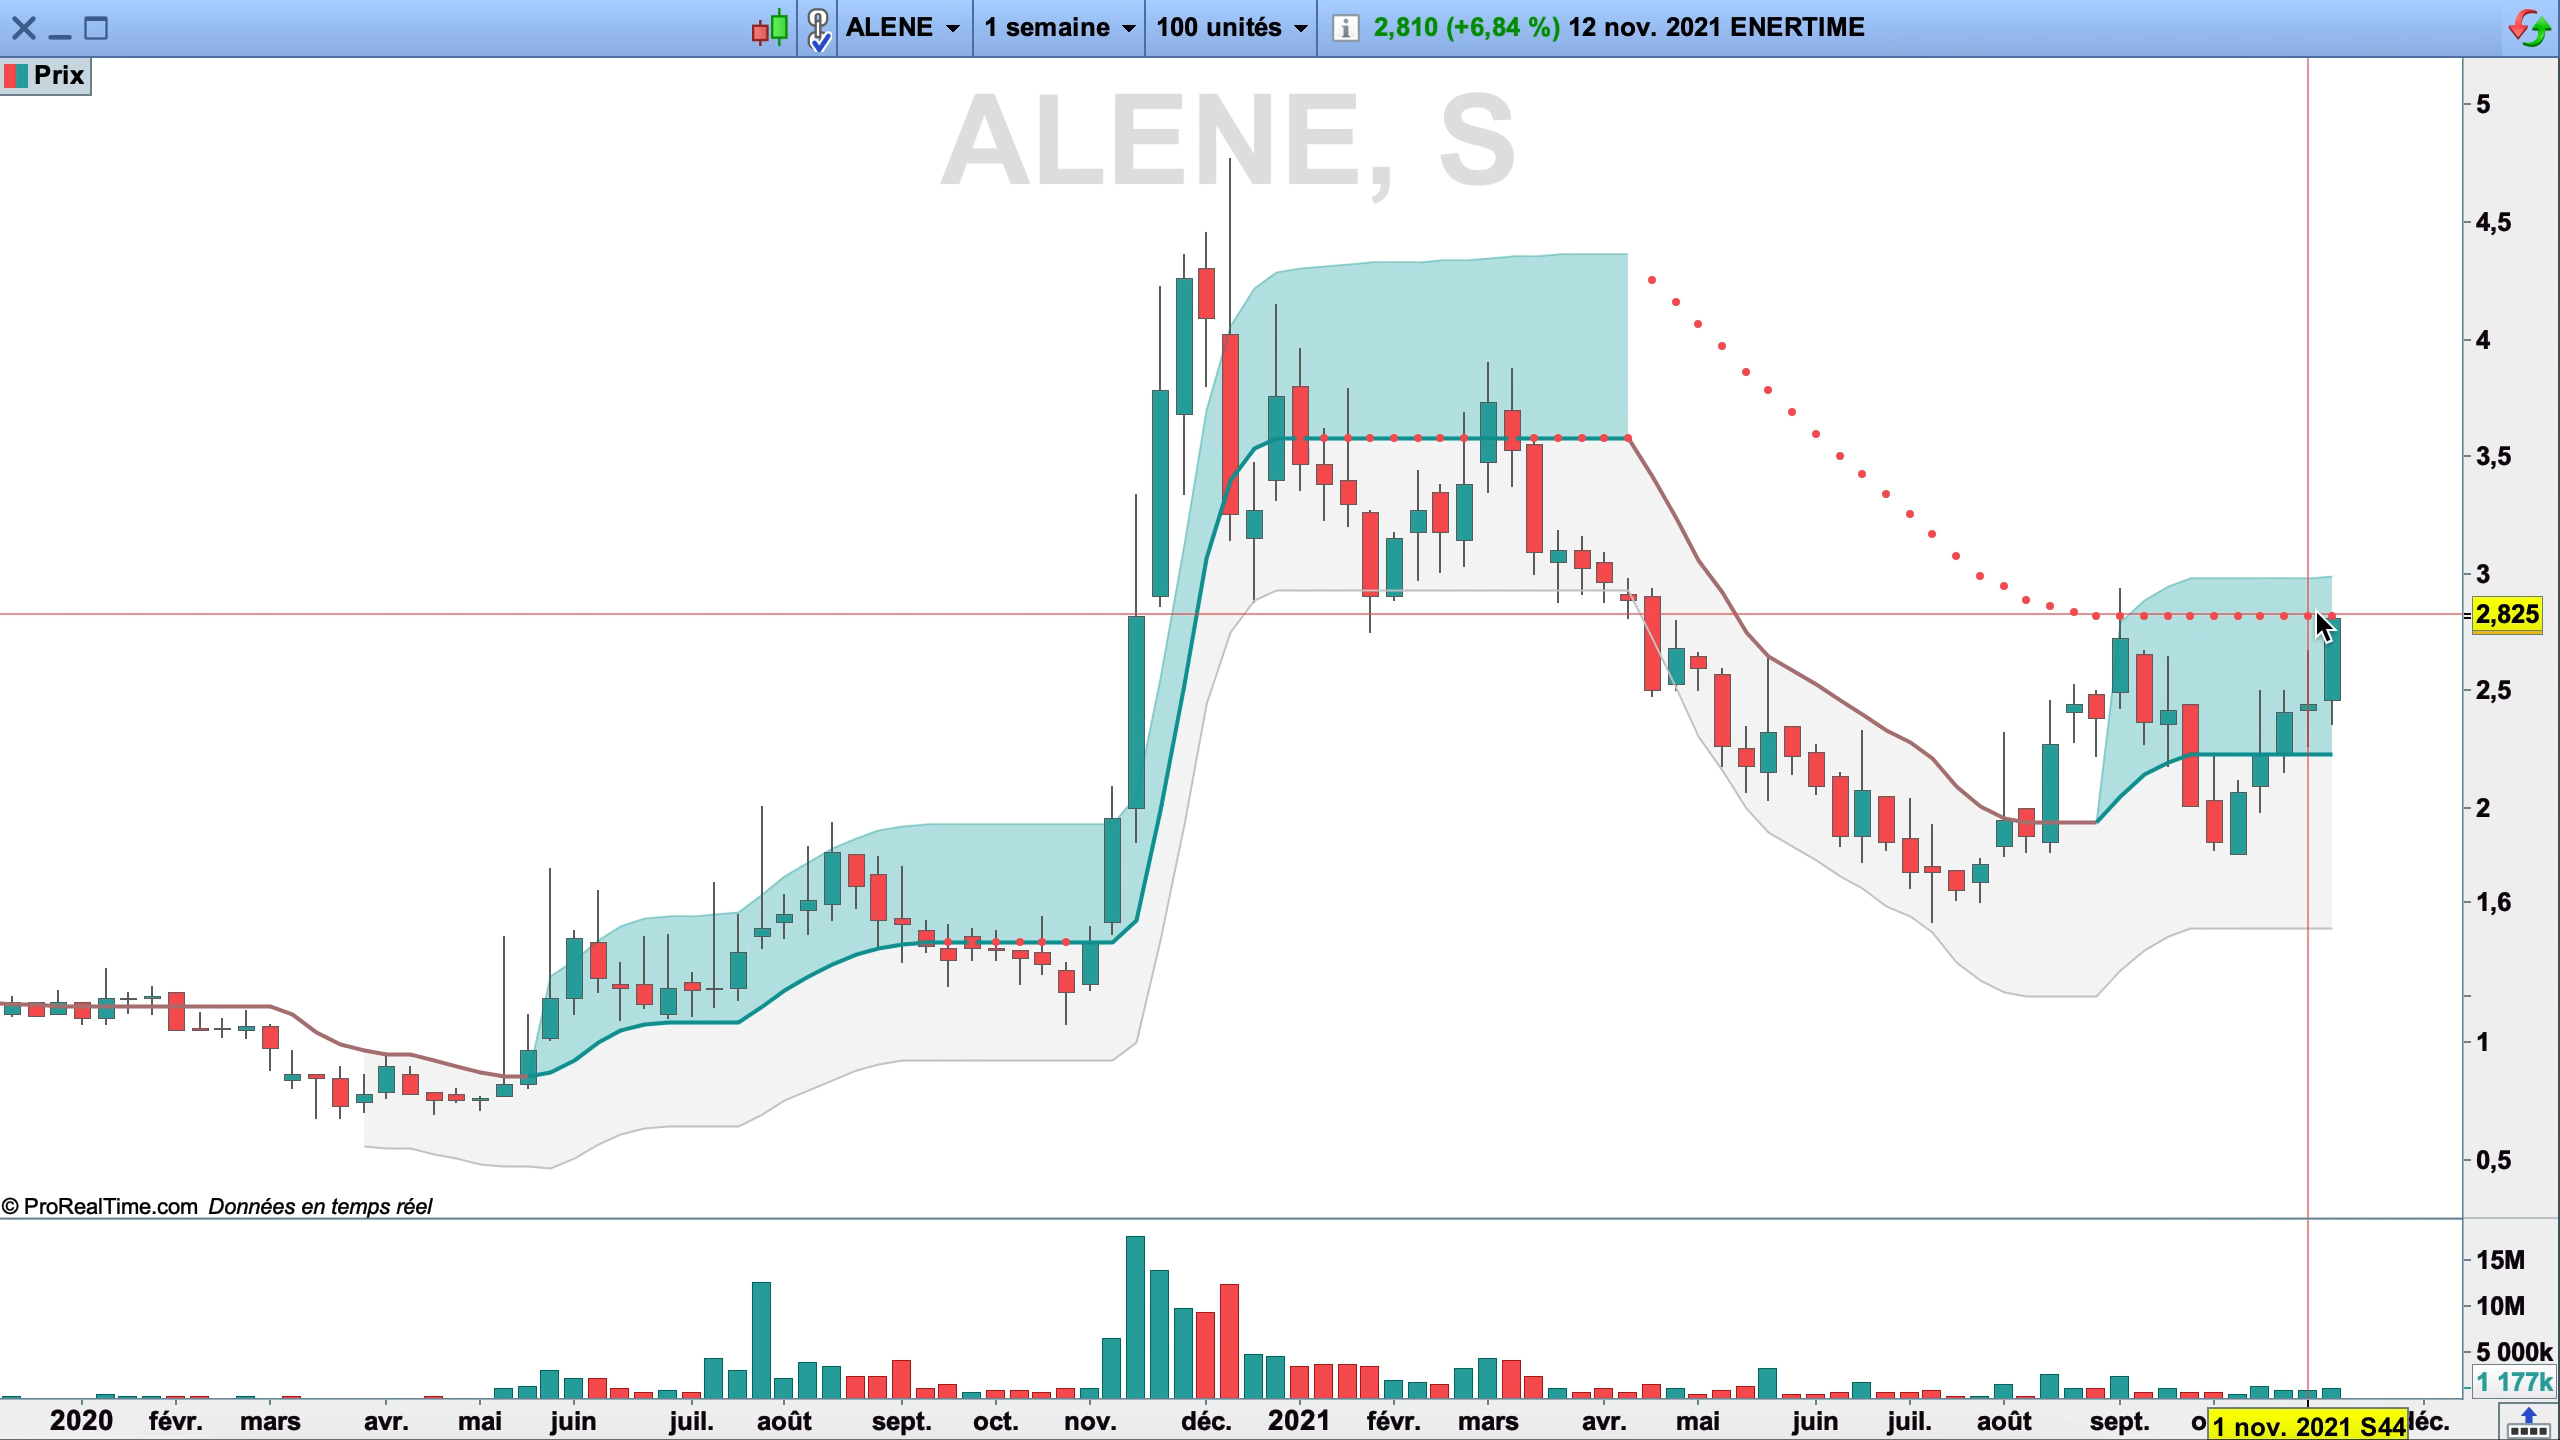 ALENE 1 semaine 100 unités 2,810 (+6,84 %) 12 nov. 2021 ENERTIME
Prix
ALENE, S
5
4,5
4
3,5
3
2,825
2,5
2
1,6
1
0,5
© ProRealTime.com Données en temps réel
15M
10M
5 000k
1 177k
2020 févr. mars avr. mai juin juil. août sept. oct. nov. déc. 2021 févr. mars avr. mai juin juil. août sept. o 1 nov. 2021 S44 déc.